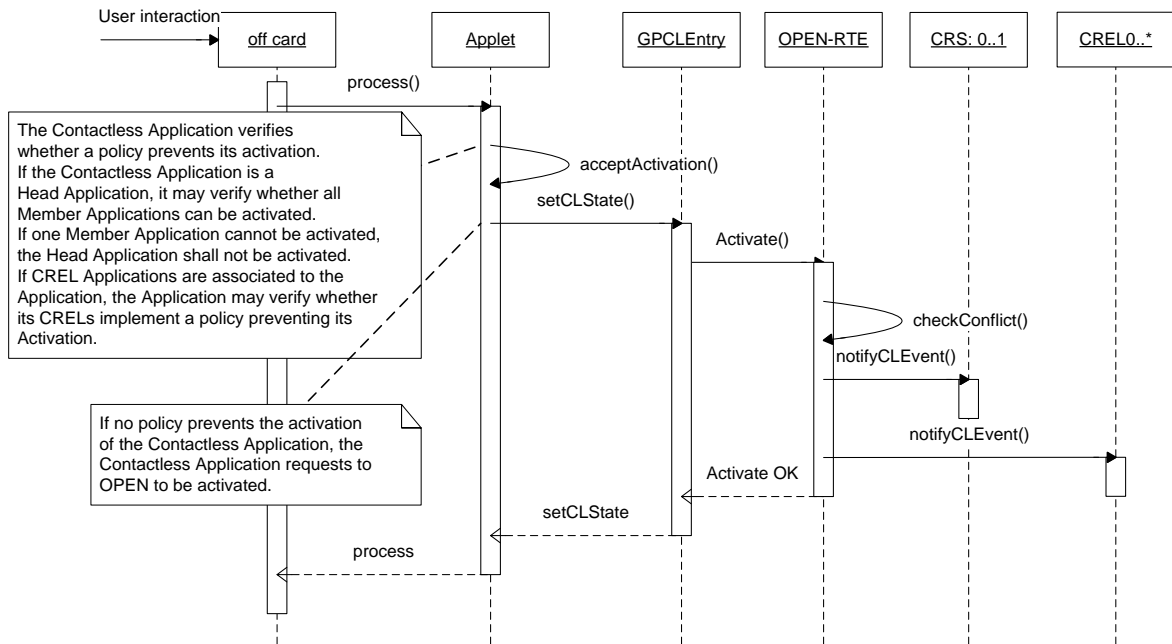 User interaction
off card
Applet
GPCLEntry
OPEN-RTE
CRS: 0..1
CREL0..*
process()
The Contactless Application verifies
whether a policy prevents its activation.
If the Contactless Application is a
Head Application, it may verify whether all
Member Applications can be activated.
If one Member Application cannot be activated,
the Head Application shall not be activated.
If CREL Applications are associated to the
Application, the Application may verify whether
its CRELs implement a policy preventing its
Activation.
acceptActivation()
setCLState()
Activate()
checkConflict()
notifyCLEvent()
If no policy prevents the activation
of the Contactless Application, the
Contactless Application requests to
OPEN to be activated.
notifyCLEvent()
Activate OK
setCLState
process